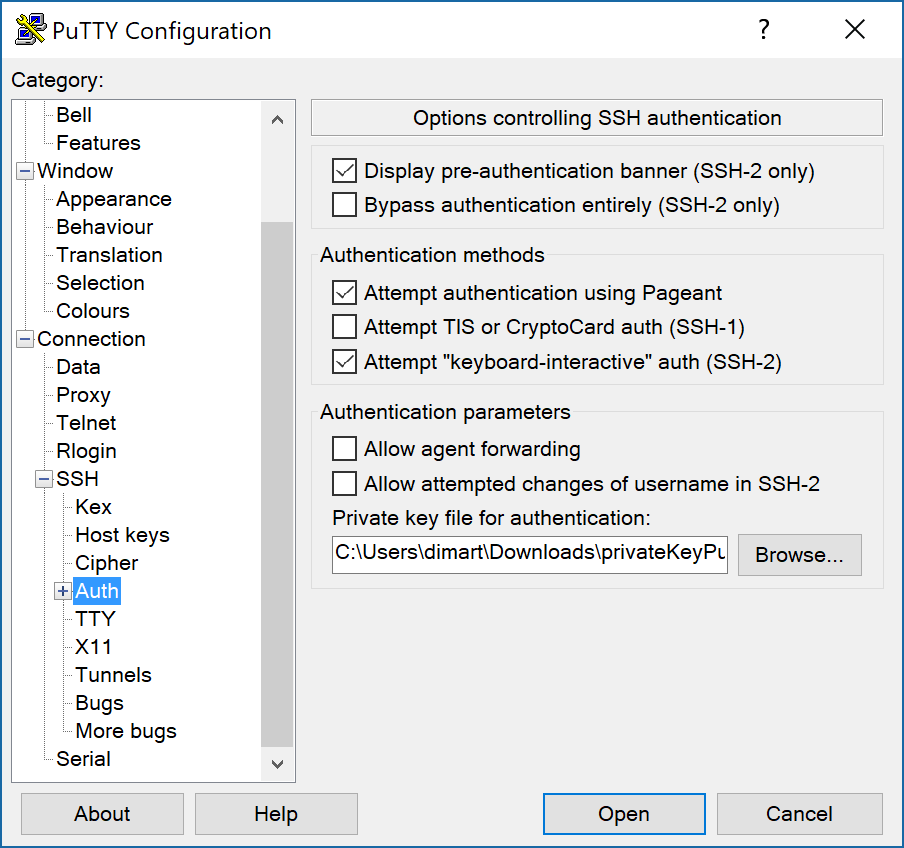 PuTTY Configuration
?
Category:
Bell
Features
Window
Appearance
Behaviour
Translation
Selection
Colours
Connection
Data
Proxy
Telnet
Rlogin
SSH
Kex
Host keys
Cipher
Auth
TTY
X11
Tunnels
Bugs
More bugs
Serial
Options controlling SSH authentication
Display pre-authentication banner (SSH-2 only)
Bypass authentication entirely (SSH-2 only)
Authentication methods
Attempt authentication using Pageant
Attempt TIS or CryptoCard auth (SSH-1)
Attempt "keyboard-interactive" auth (SSH-2)
Authentication parameters
Allow agent forwarding
Allow attempted changes of username in SSH-2
Private key file for authentication:
C:\Users\dimart\Downloads\privateKeyPu
Browse...
About
Help
Open
Cancel